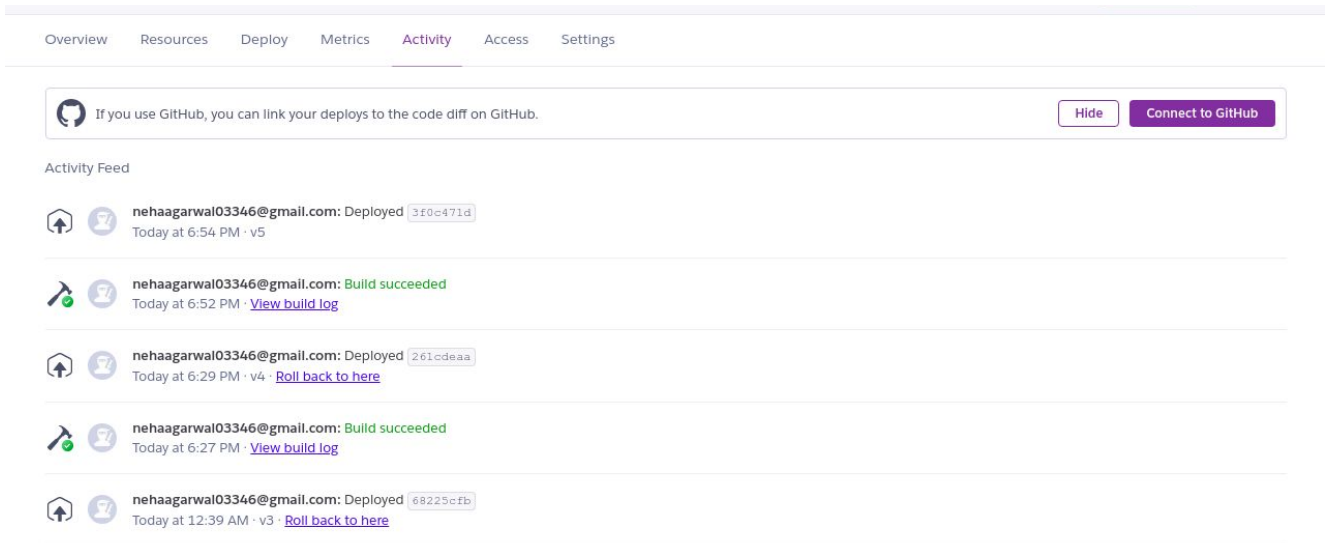 Overview Resources Deploy Metrics Activity Access Settings
If you use GitHub, you can link your deploys to the code diff on GitHub. Hide Connect to GitHub
Activity Feed
nehaagarwal03346@gmail.com: Deployed 3f0c471d
Today at 6:54 PM · v5
nehaagarwal03346@gmail.com: Build succeeded
Today at 6:52 PM · View build log
nehaagarwal03346@gmail.com: Deployed 261cdeaa
Today at 6:29 PM · v4 · Roll back to here
nehaagarwal03346@gmail.com: Build succeeded
Today at 6:27 PM · View build log
nehaagarwal03346@gmail.com: Deployed 68225cfb
Today at 12:39 AM · v3 · Roll back to here